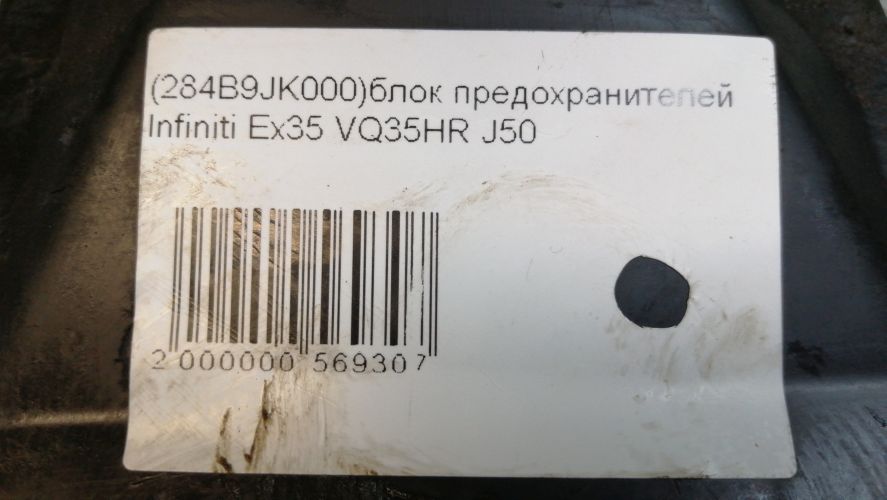 (284B9JK000)блок предохранителей
Infiniti Ex35 VQ35HR J50
2 000000 569307